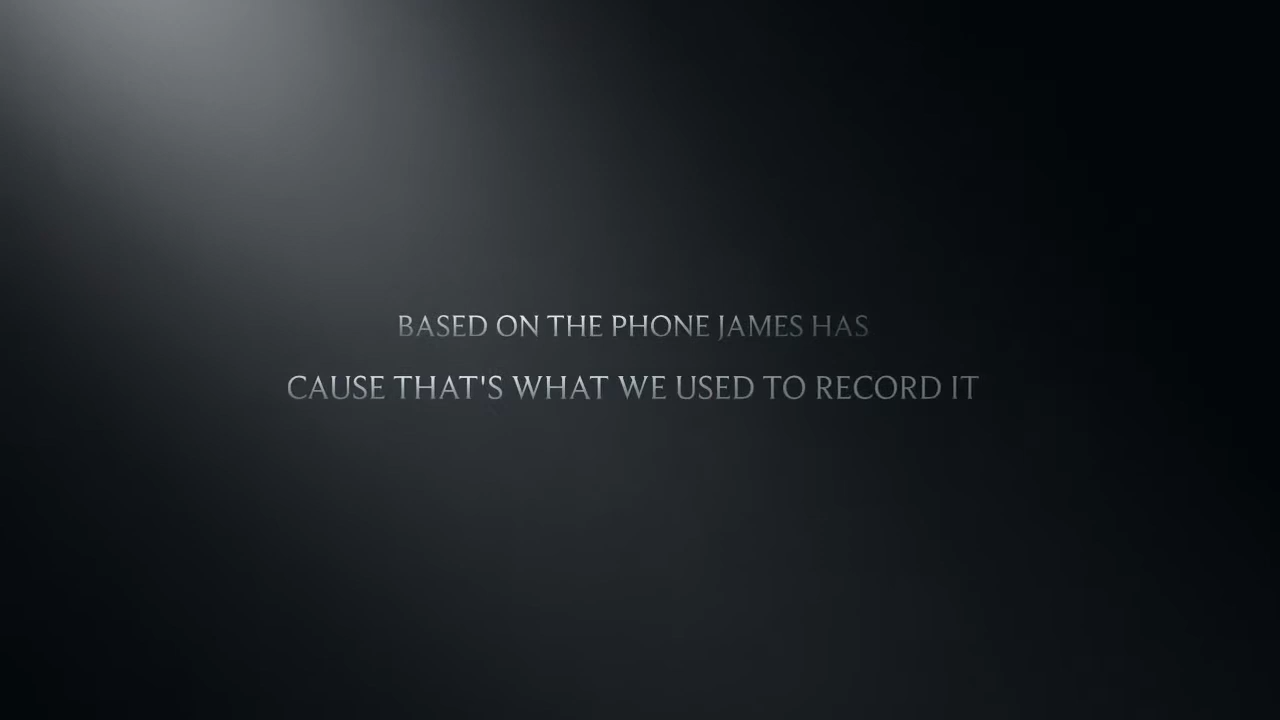 BASED ON THE PHONE JAMES HAS
CAUSE THAT'S WHAT WE USED TO RECORD IT